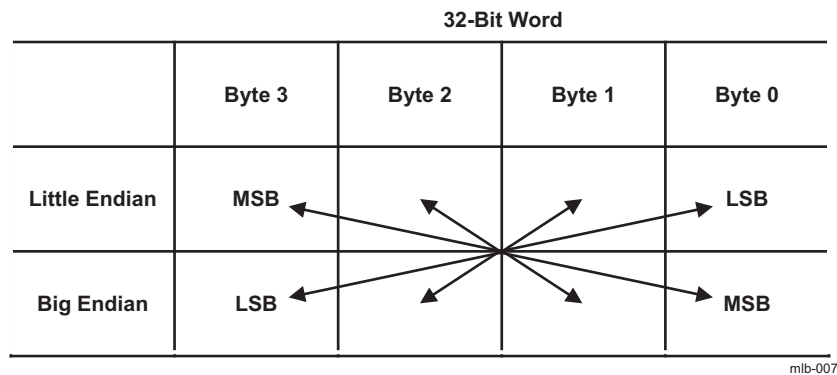 32-Bit Word
Byte 3 Byte 2 Byte 1 Byte 0
Little Endian MSB LSB
Big Endian LSB MSB
mlb-007